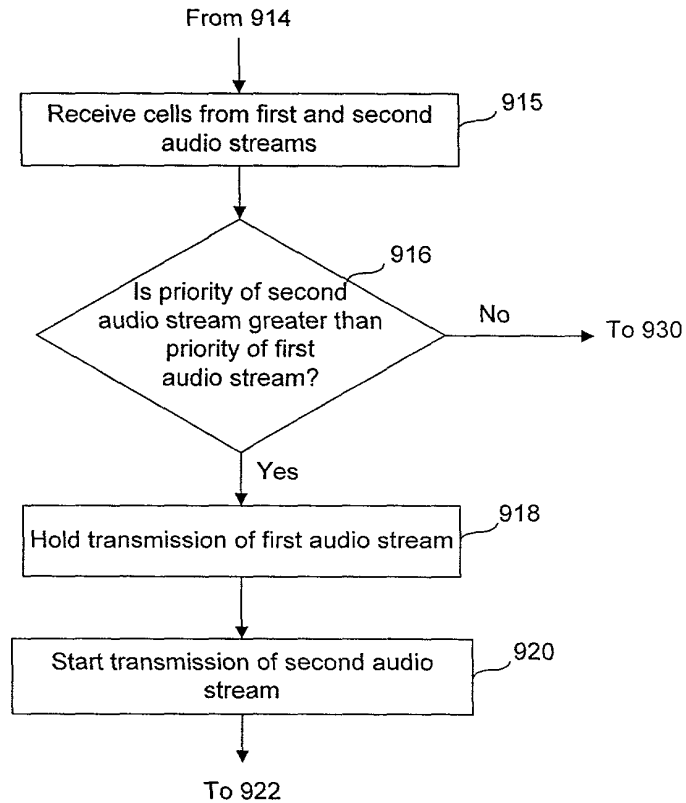 From 914
Receive cells from first and second
audio streams
915
916
Is priority of second
audio stream greater than
priority of first
audio stream?
No
To 930
Yes
Hold transmission of first audio stream
918
Start transmission of second audio
stream
920
To 922